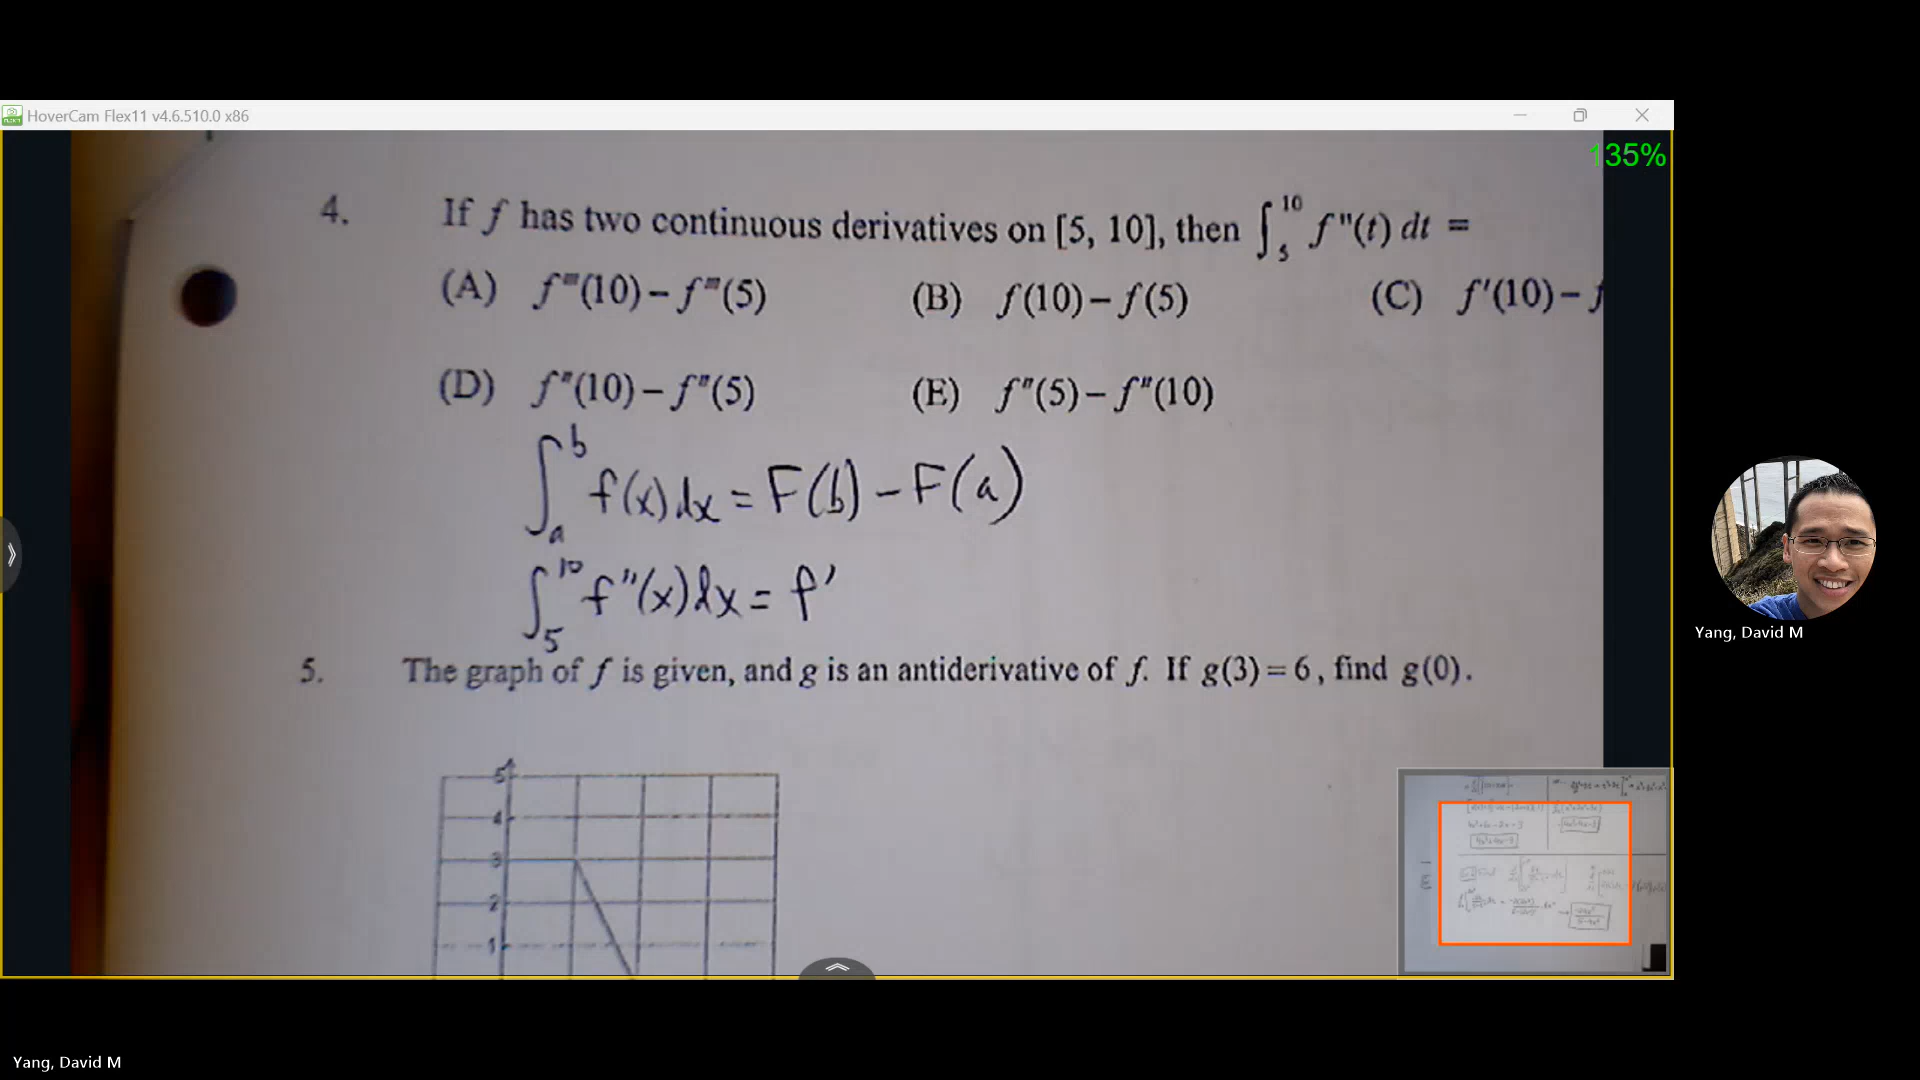 HoverCam Flex11 v4.6.510.0 x86
135%
4. If f has two continuous derivatives on [5, 10], then ∫₅¹⁰ f "(t) dt =
(A) f'''(10) – f'''(5) (B) f(10) – f(5) (C) f'(10) – f
(D) f"(10) – f"(5) (E) f"(5) – f"(10)
∫ₐᵇ f(x) dx = F(b) – F(a)
∫₅¹⁰ f"(x) dx = f'
5. The graph of f is given, and g is an antiderivative of f. If g(3) = 6, find g(0).
5
4
3
2
1
Yang, David M
Yang, David M